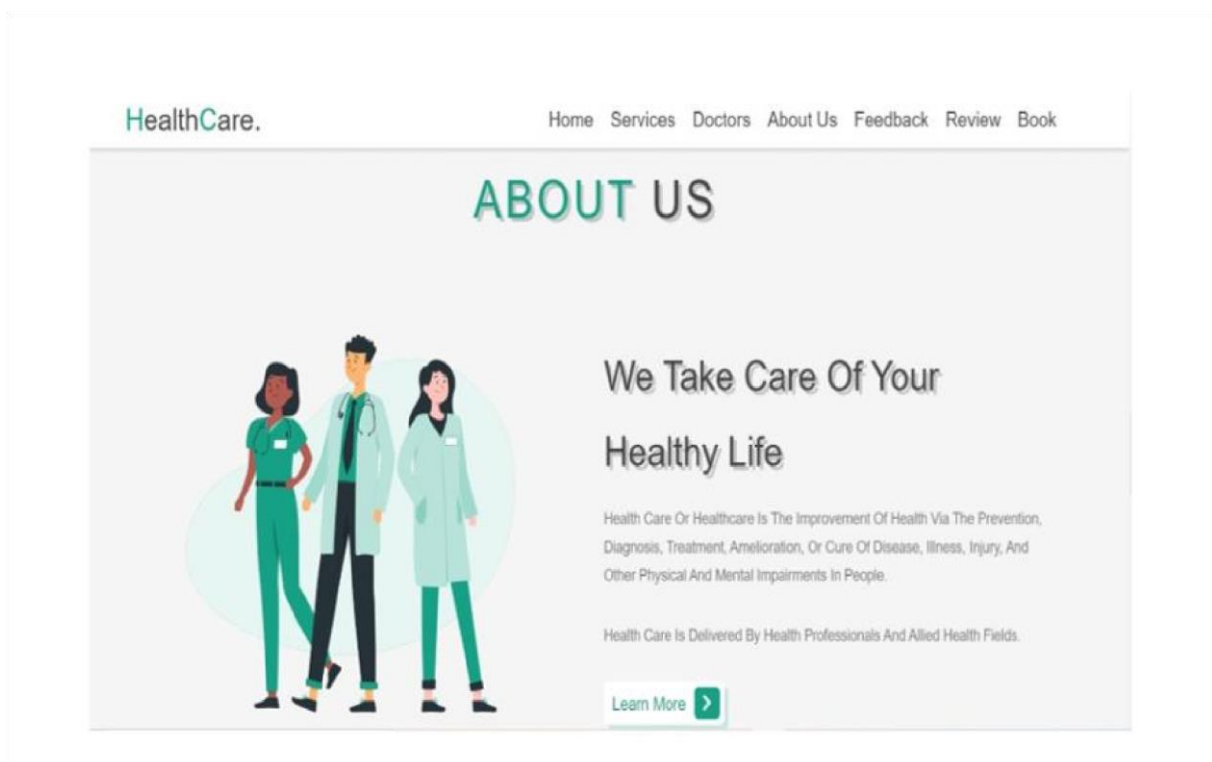 HealthCare.
Home Services Doctors About Us Feedback Review Book
ABOUT US
We Take Care Of Your
Healthy Life
Health Care Or Healthcare Is The Improvement Of Health Via The Prevention,
Diagnosis, Treatment, Amelioration, Or Cure Of Disease, Illness, Injury, And
Other Physical And Mental Impairments In People.
Health Care Is Delivered By Health Professionals And Allied Health Fields.
Learn More